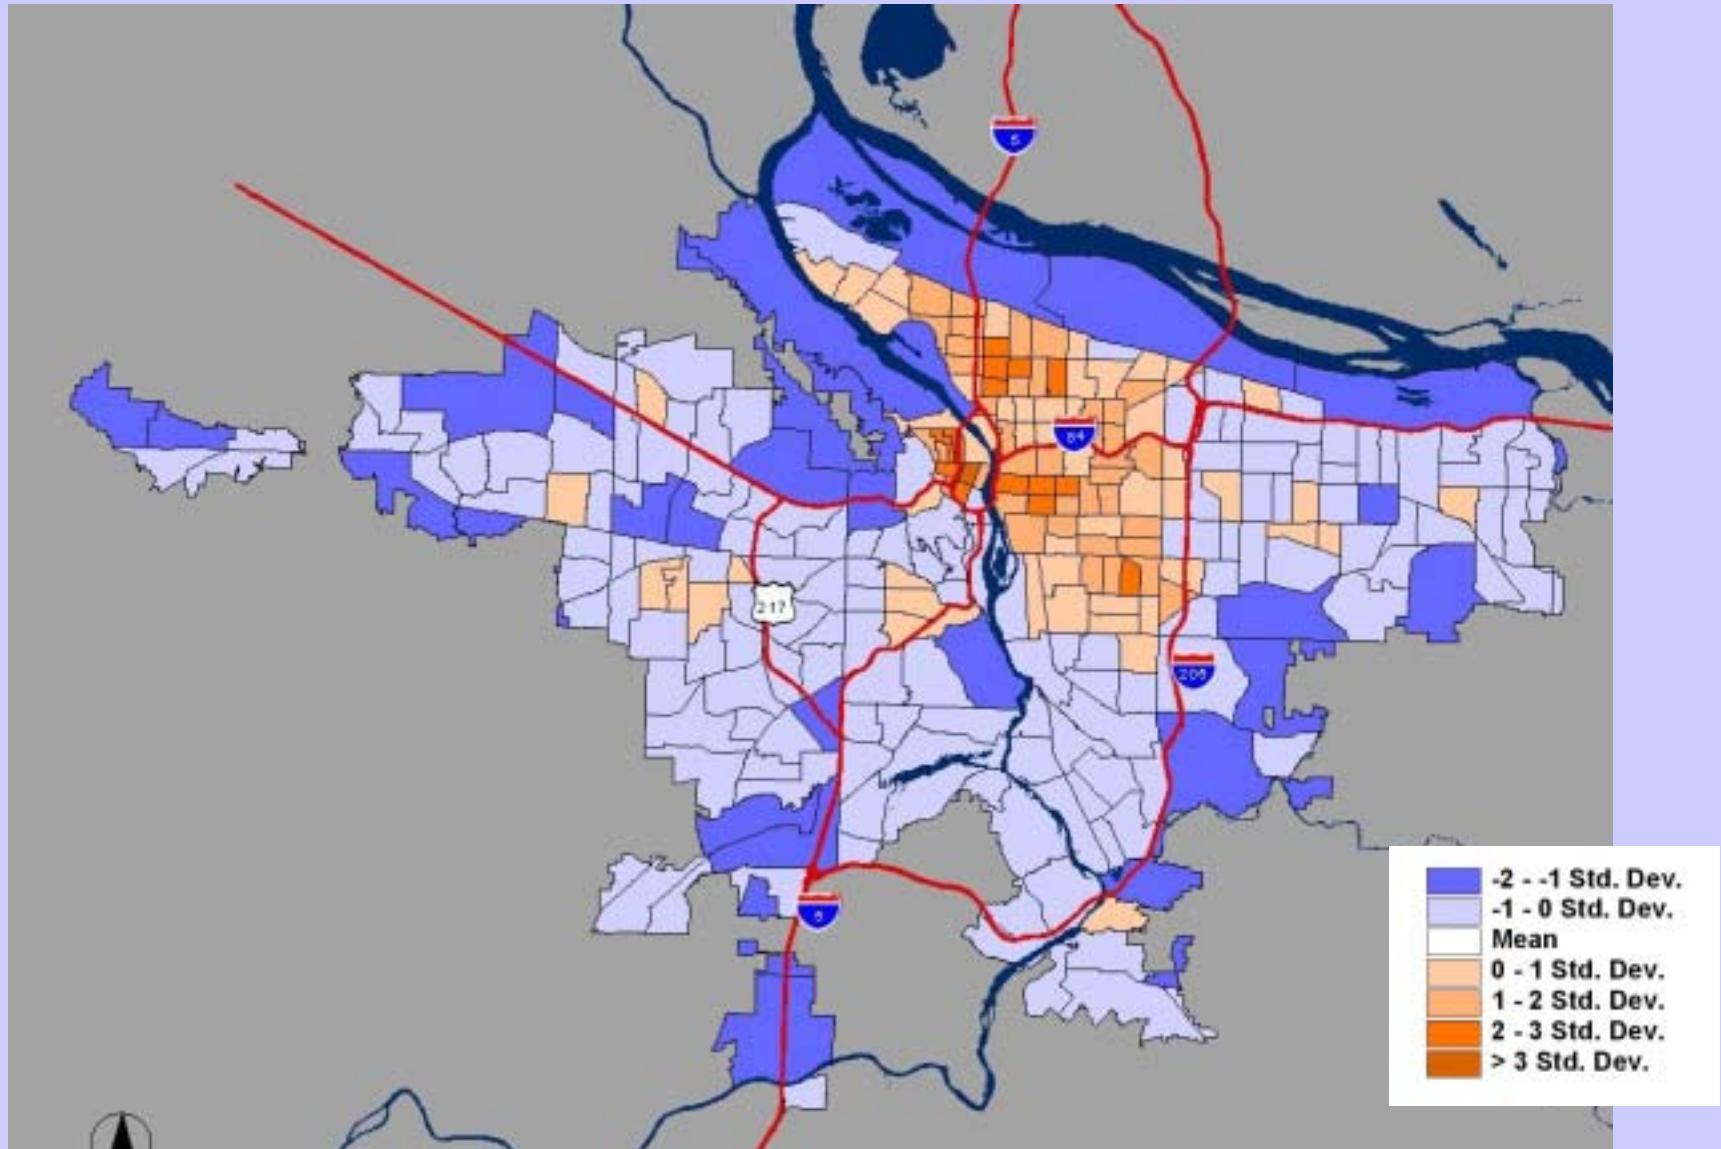 5
84
217
205
5
-2 - -1 Std. Dev.
-1 - 0 Std. Dev.
Mean
0 - 1 Std. Dev.
1 - 2 Std. Dev.
2 - 3 Std. Dev.
> 3 Std. Dev.